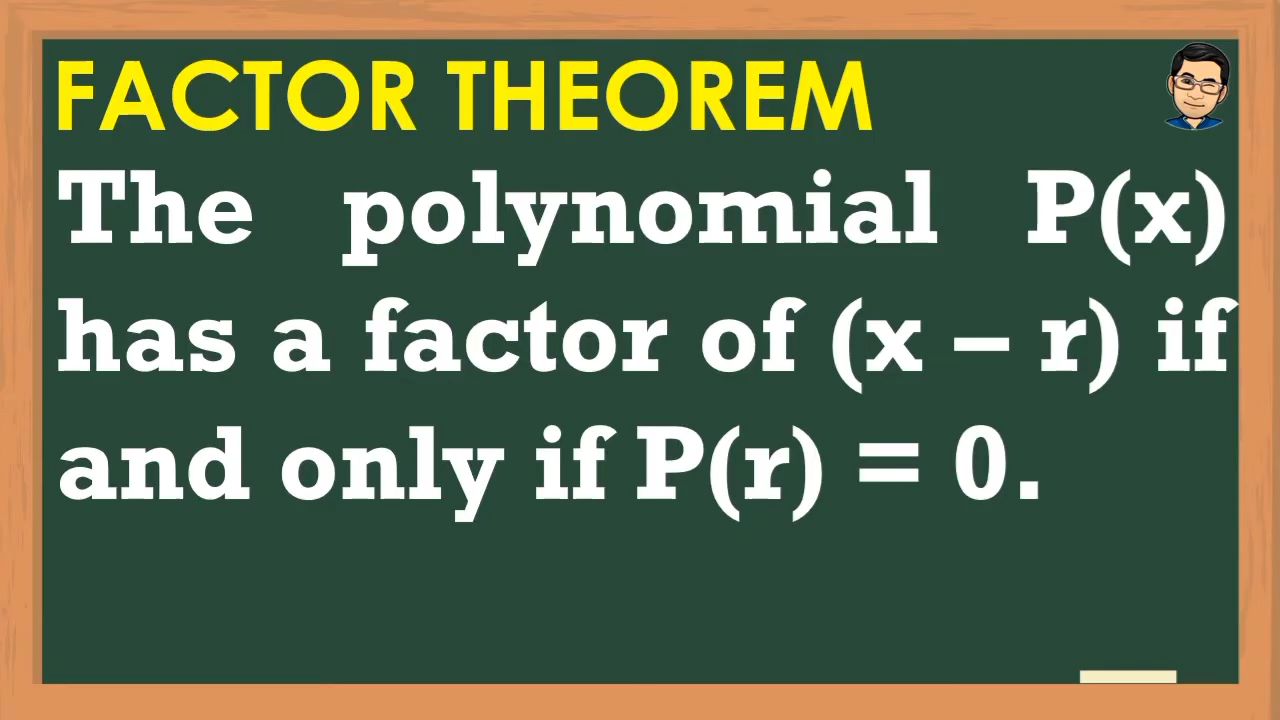 FACTOR THEOREM
The polynomial P(x)
has a factor of (x – r) if
and only if P(r) = 0.